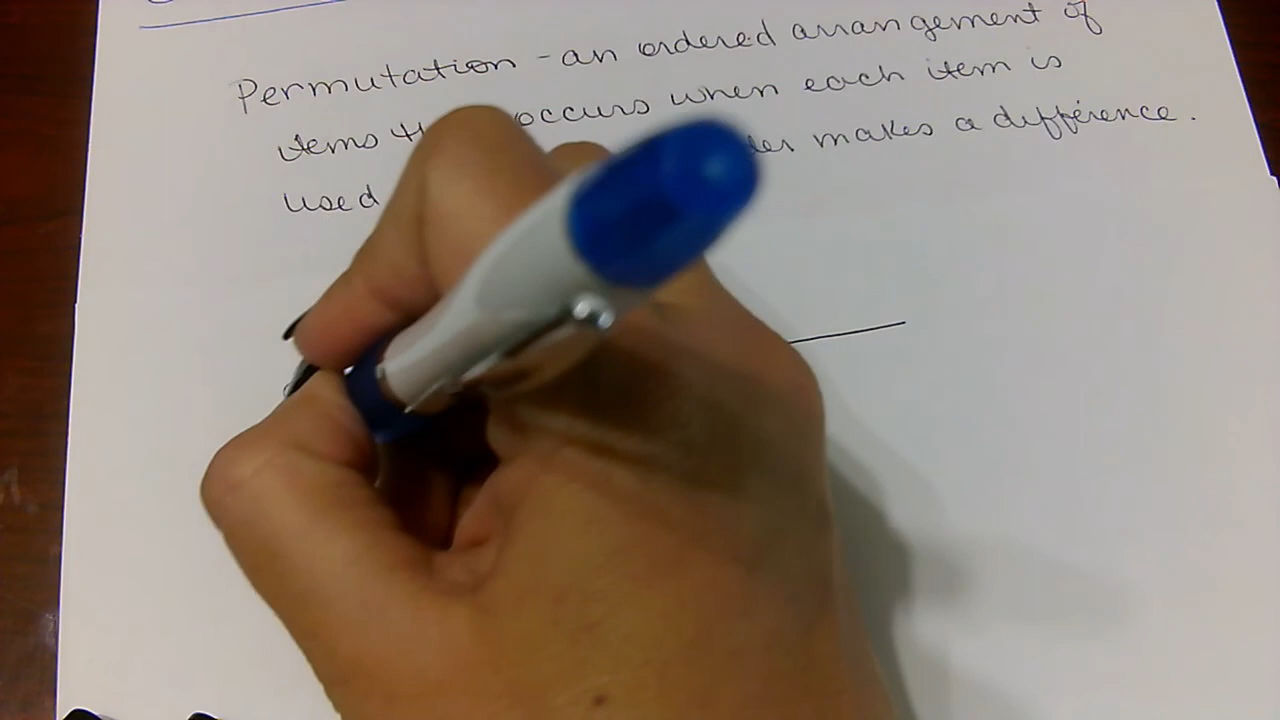 Permutation - an ordered arrangement of
items occurs when each item is
used makes a difference.